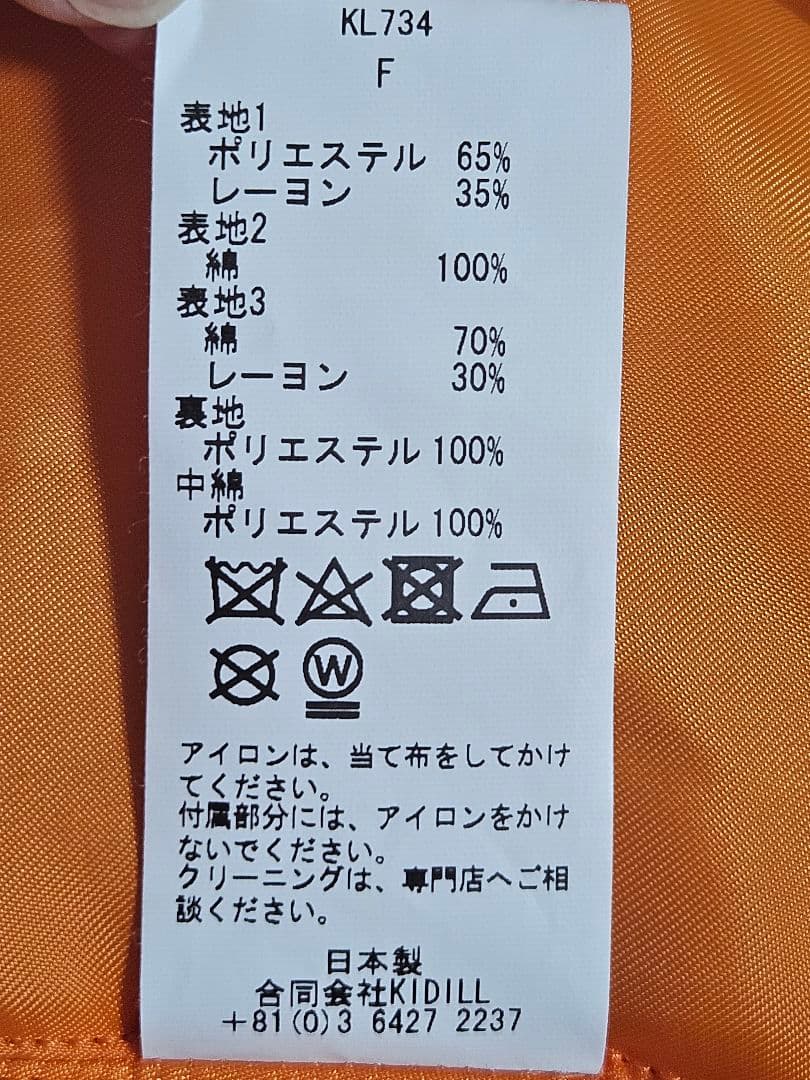 KL734
F
表地1
ポリエステル 65%
レーヨン 35%
表地2
綿 100%
表地3
綿 70%
レーヨン 30%
裏地
ポリエステル 100%
中綿
ポリエステル 100%
W
アイロンは、当て布をしてかけ
てください。
付属部分には、アイロンをかけ
ないでください。
クリーニングは、専門店へご相
談ください。
日本製
合同会社KIDILL
+81(0)3 6427 2237